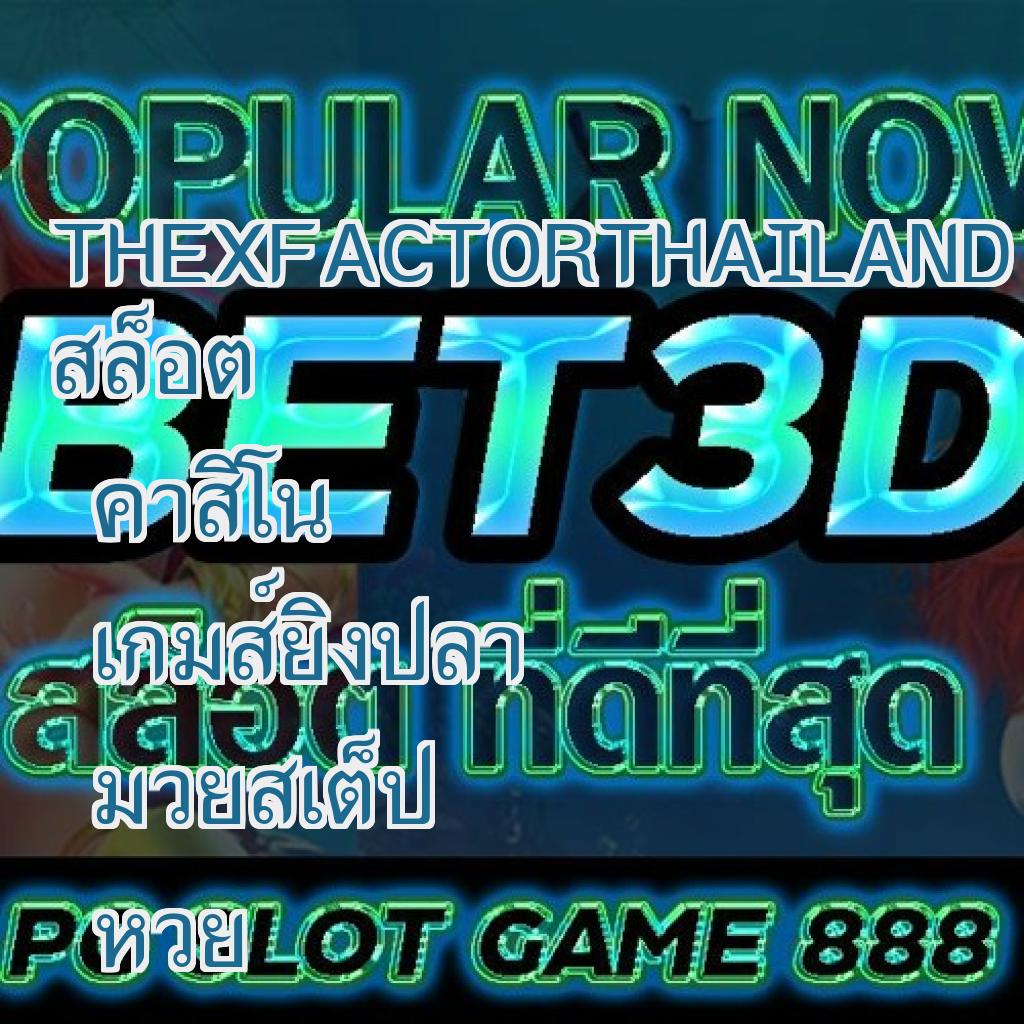 POPULAR NOW
THEXFACTORTHAILAND
BET3D
สล็อต
คาสิโน
เกมส์ยิงปลา
สล็อต ที่ดีที่สุด
มวยสเต็ป
หวย
SLOT GAME 888